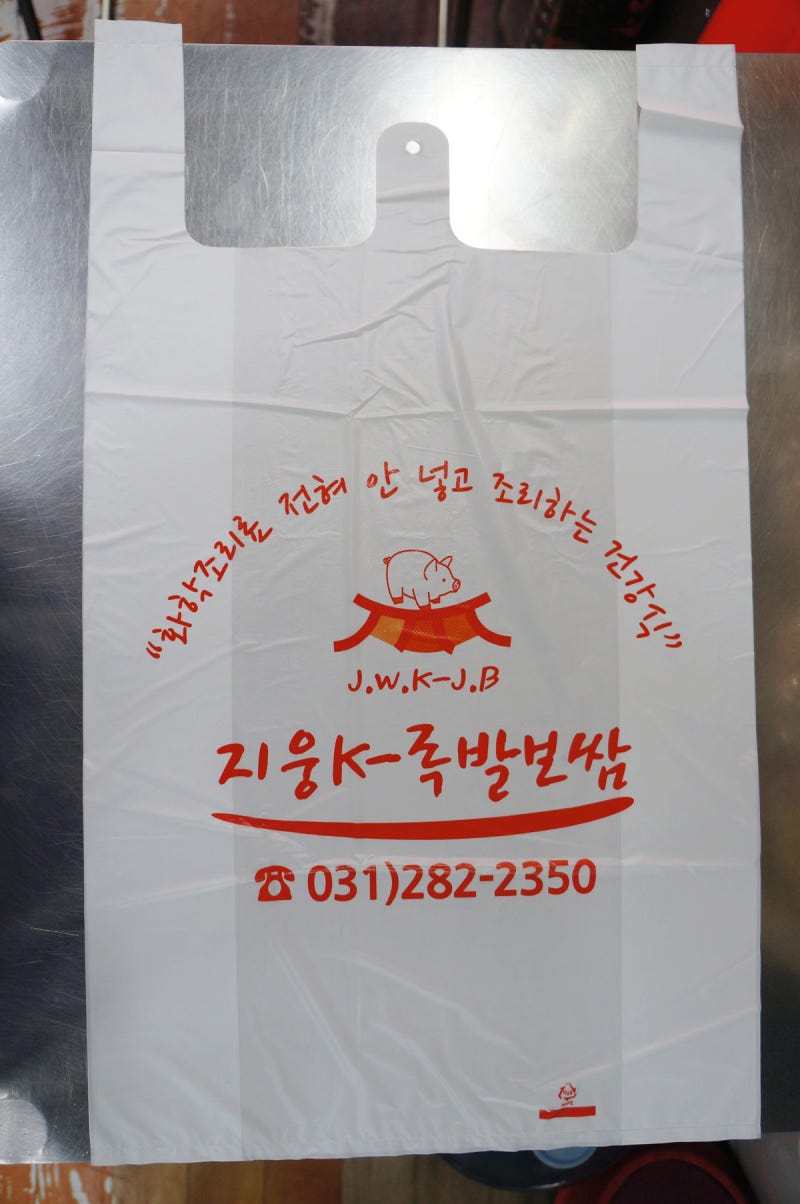 “화학조리료 전혀 안 넣고 조리하는 건강식”
J.W.K-J.B
지웅K-족발보쌈
☎ 031)282-2350